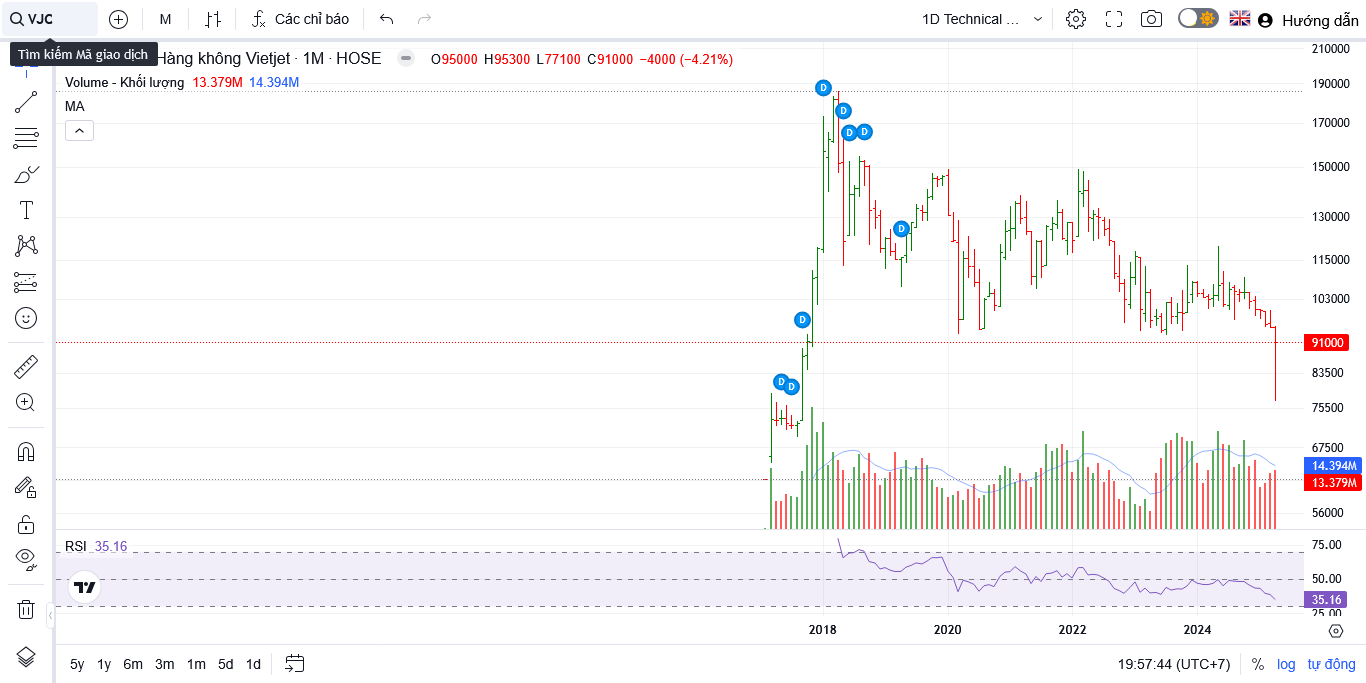 VJC M Các chỉ báo 1D Technical ... Hướng dẫn
Tìm kiếm Mã giao dịch
Hàng không Vietjet · 1M · HOSE O95000 H95300 L77100 C91000 −4000 (−4.21%)
Volume - Khối lượng 13.379M 14.394M
MA
D
D
D D
D
D
D D
210000
190000
170000
150000
130000
115000
103000
91000
83500
75500
67500
14.394M
13.379M
56000
RSI 35.16
75.00
50.00
35.16
25.00
2018 2020 2022 2024
5y 1y 6m 3m 1m 5d 1d 19:57:44 (UTC+7) % log tự động